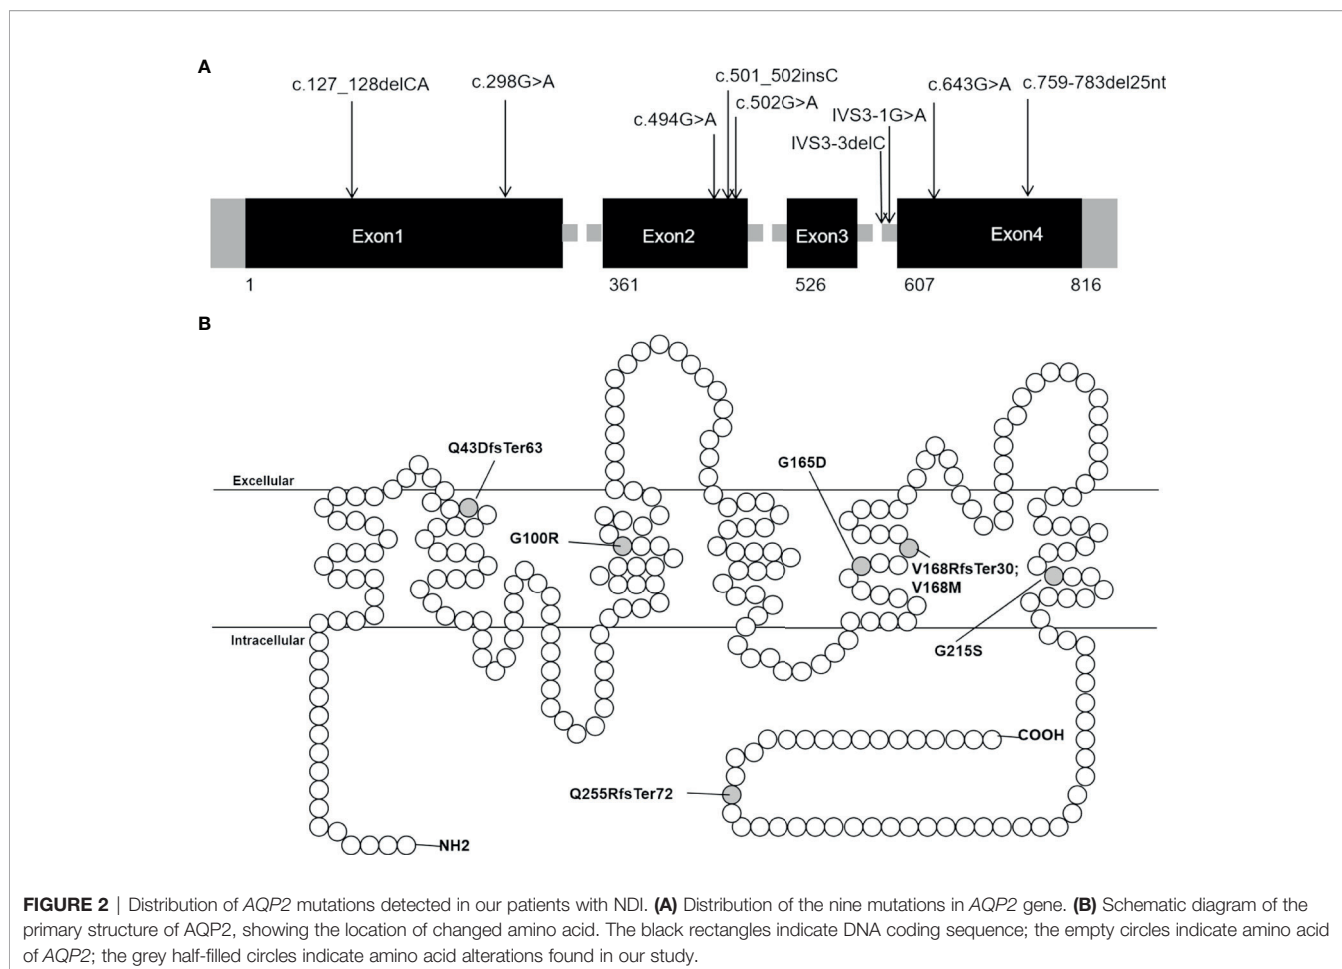 A
c.127_128delCA
c.298G>A
c.494G>A
c.501_502insC
c.502G>A
IVS3-3delC
IVS3-1G>A
c.643G>A
c.759-783del25nt
Exon1
Exon2
Exon3
Exon4
1
361
526
607
816
B
Q43DfsTer63
G165D
Excellular
G100R
V168RfsTer30;
V168M
Intracellular
G215S
COOH
Q255RfsTer72
NH2
FIGURE 2 | Distribution of AQP2 mutations detected in our patients with NDI. (A) Distribution of the nine mutations in AQP2 gene. (B) Schematic diagram of the
primary structure of AQP2, showing the location of changed amino acid. The black rectangles indicate DNA coding sequence; the empty circles indicate amino acid
of AQP2; the grey half-filled circles indicate amino acid alterations found in our study.